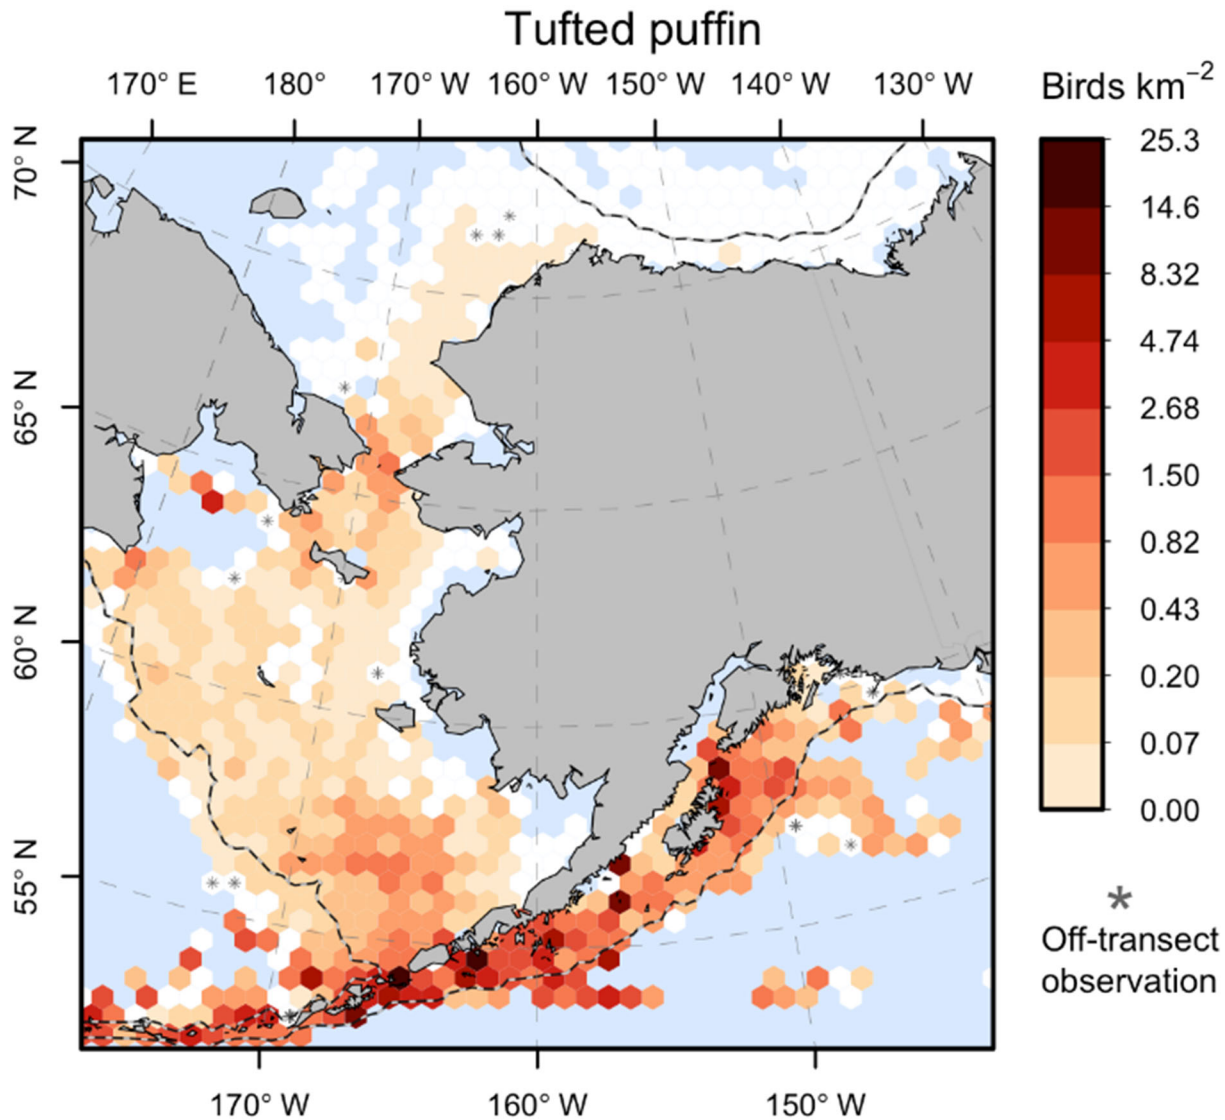 Tufted puffin
170° E 180° 170° W 160° W 150° W 140° W 130° W
Birds km⁻²
70° N
65° N
60° N
55° N
25.3
14.6
8.32
4.74
2.68
1.50
0.82
0.43
0.20
0.07
0.00
*
Off-transect
observation
170° W 160° W 150° W